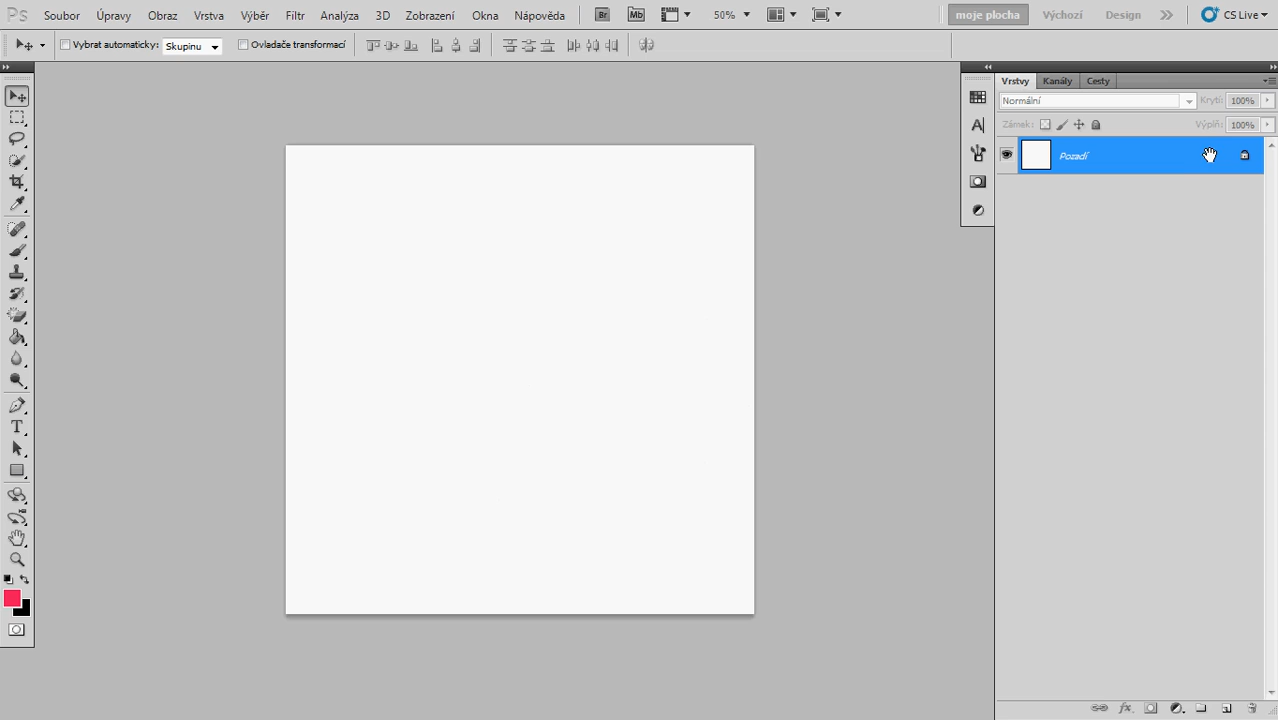 Ps Soubor Úpravy Obraz Vrstva Výběr Filtr Analýza 3D Zobrazení Okna Nápověda Br Mb 50% moje plocha Výchozí Design CS Live
Vybrat automaticky: Skupinu Ovladače transformací
Vrstvy Kanály Cesty
Normální Krytí: 100%
Zámek: Výplň: 100%
Pozadí